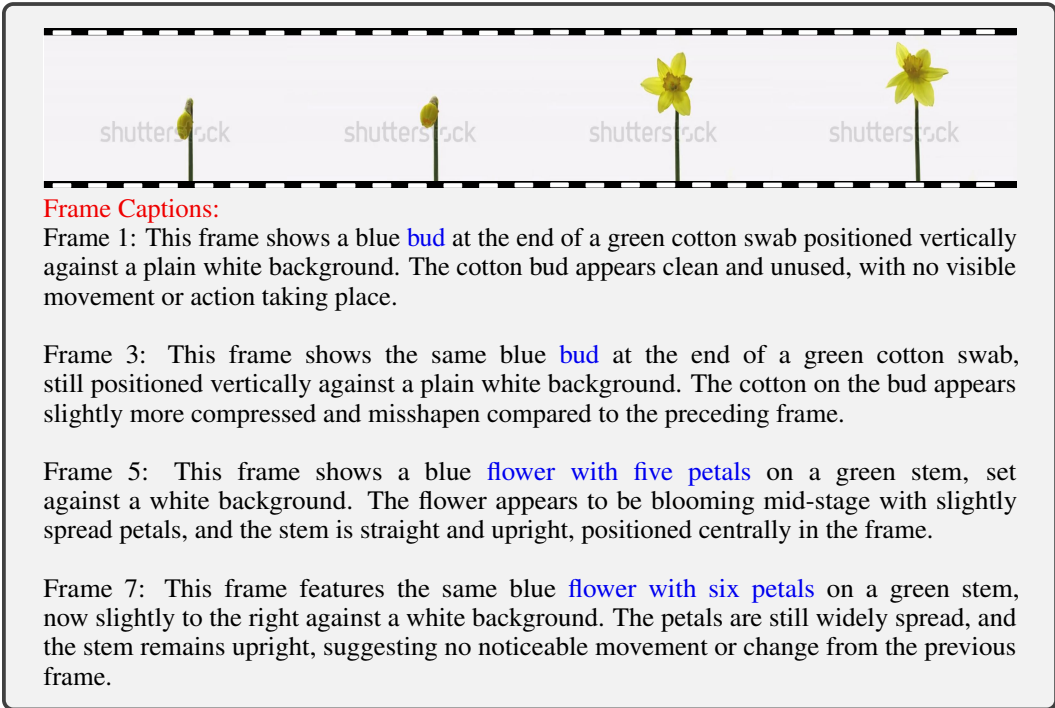 shutterstock shutterstock shutterstock shutterstock
Frame Captions:
Frame 1: This frame shows a blue bud at the end of a green cotton swab positioned vertically
against a plain white background. The cotton bud appears clean and unused, with no visible
movement or action taking place.
Frame 3: This frame shows the same blue bud at the end of a green cotton swab,
still positioned vertically against a plain white background. The cotton on the bud appears
slightly more compressed and misshapen compared to the preceding frame.
Frame 5: This frame shows a blue flower with five petals on a green stem, set
against a white background. The flower appears to be blooming mid-stage with slightly
spread petals, and the stem is straight and upright, positioned centrally in the frame.
Frame 7: This frame features the same blue flower with six petals on a green stem,
now slightly to the right against a white background. The petals are still widely spread, and
the stem remains upright, suggesting no noticeable movement or change from the previous
frame.